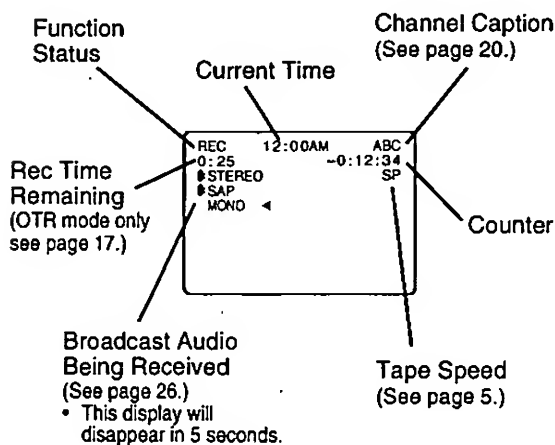 Function
Status
Current Time
Channel Caption
(See page 20.)
REC 12:00AM ABC
0:25 -0:12:34
STEREO SP
SAP
MONO ◄
Rec Time
Remaining
(OTR mode only
see page 17.)
Counter
Broadcast Audio
Being Received
(See page 26.)
• This display will
disappear in 5 seconds.
Tape Speed
(See page 5.)